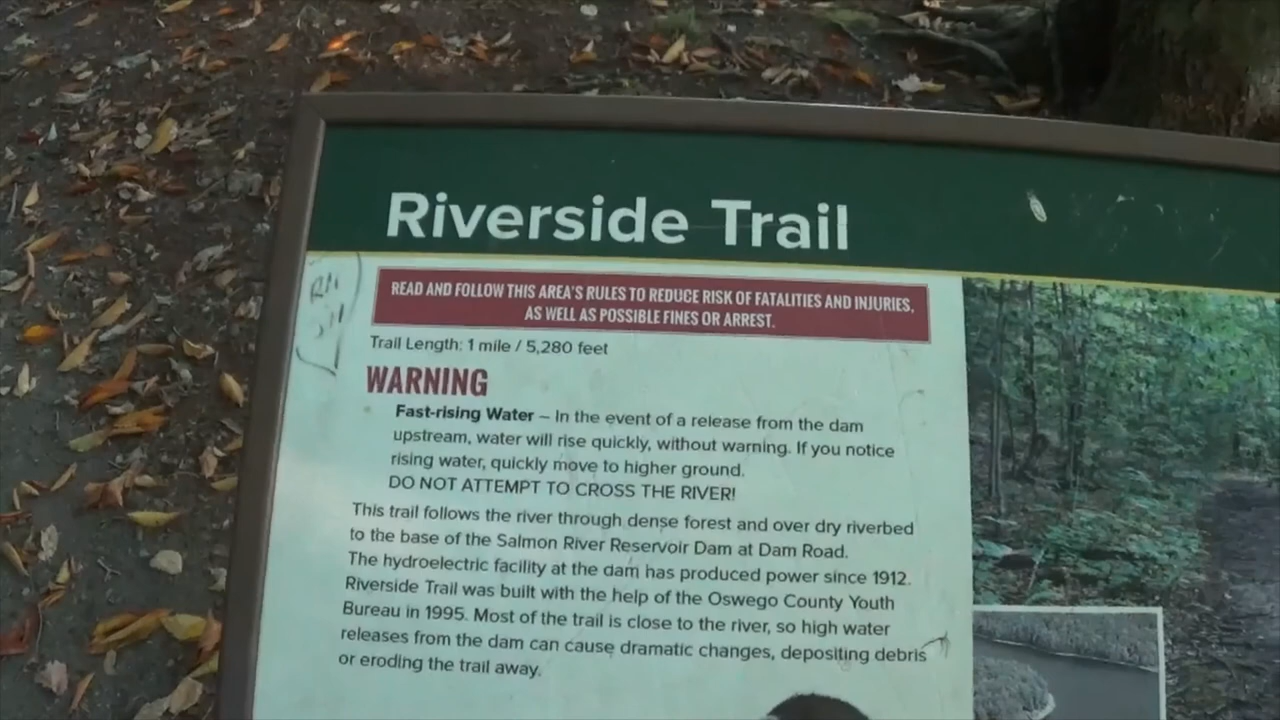 Riverside Trail
READ AND FOLLOW THIS AREA'S RULES TO REDUCE RISK OF FATALITIES AND INJURIES,
AS WELL AS POSSIBLE FINES OR ARREST.
Trail Length: 1 mile / 5,280 feet
WARNING
Fast-rising Water – In the event of a release from the dam
upstream, water will rise quickly, without warning. If you notice
rising water, quickly move to higher ground.
DO NOT ATTEMPT TO CROSS THE RIVER!
This trail follows the river through dense forest and over dry riverbed
to the base of the Salmon River Reservoir Dam at Dam Road.
The hydroelectric facility at the dam has produced power since 1912.
Riverside Trail was built with the help of the Oswego County Youth
Bureau in 1995. Most of the trail is close to the river, so high water
releases from the dam can cause dramatic changes, depositing debris
or eroding the trail away.